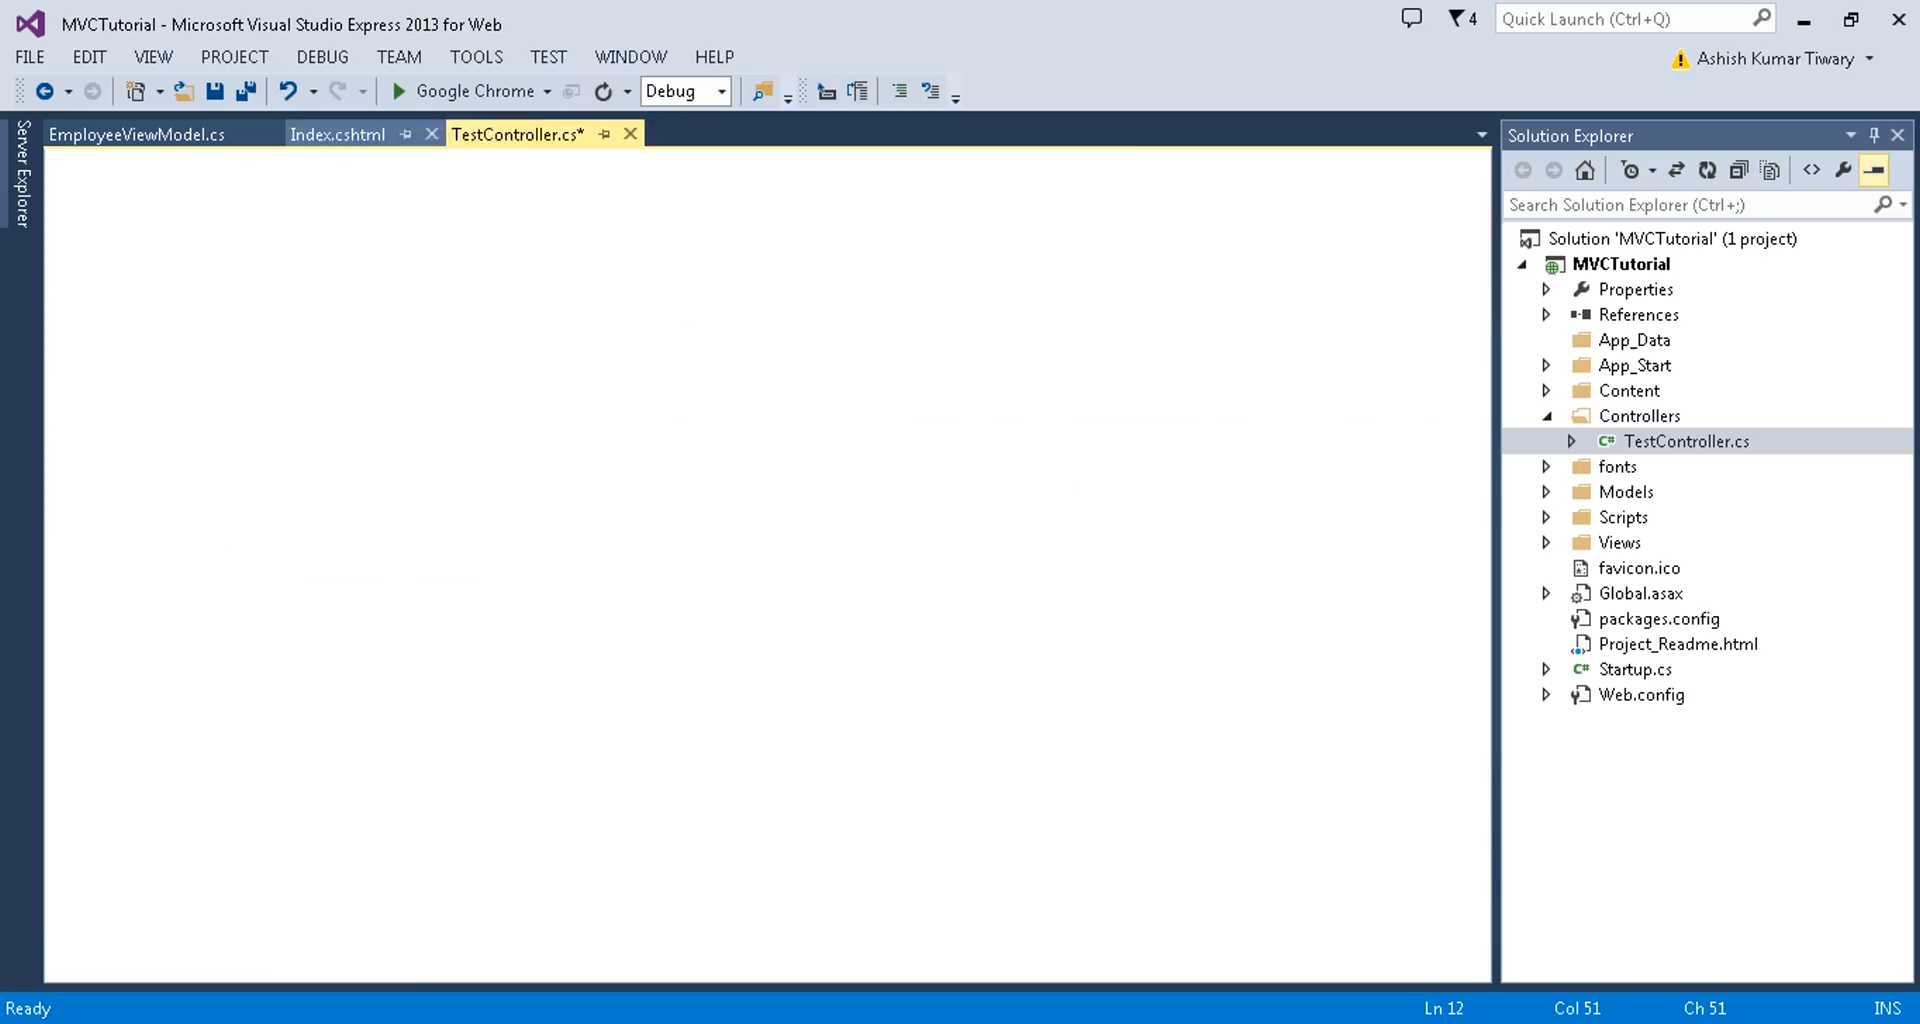 MVCTutorial - Microsoft Visual Studio Express 2013 for Web
4
Quick Launch (Ctrl+Q)
FILE EDIT VIEW PROJECT DEBUG TEAM TOOLS TEST WINDOW HELP
Ashish Kumar Tiwary
Google Chrome
Debug
Server Explorer
EmployeeViewModel.cs
Index.cshtml
TestController.cs*
Solution Explorer
Search Solution Explorer (Ctrl+;)
Solution 'MVCTutorial' (1 project)
MVCTutorial
Properties
References
App_Data
App_Start
Content
Controllers
C# TestController.cs
fonts
Models
Scripts
Views
favicon.ico
Global.asax
packages.config
Project_Readme.html
C# Startup.cs
Web.config
Ready
Ln 12
Col 51
Ch 51
INS